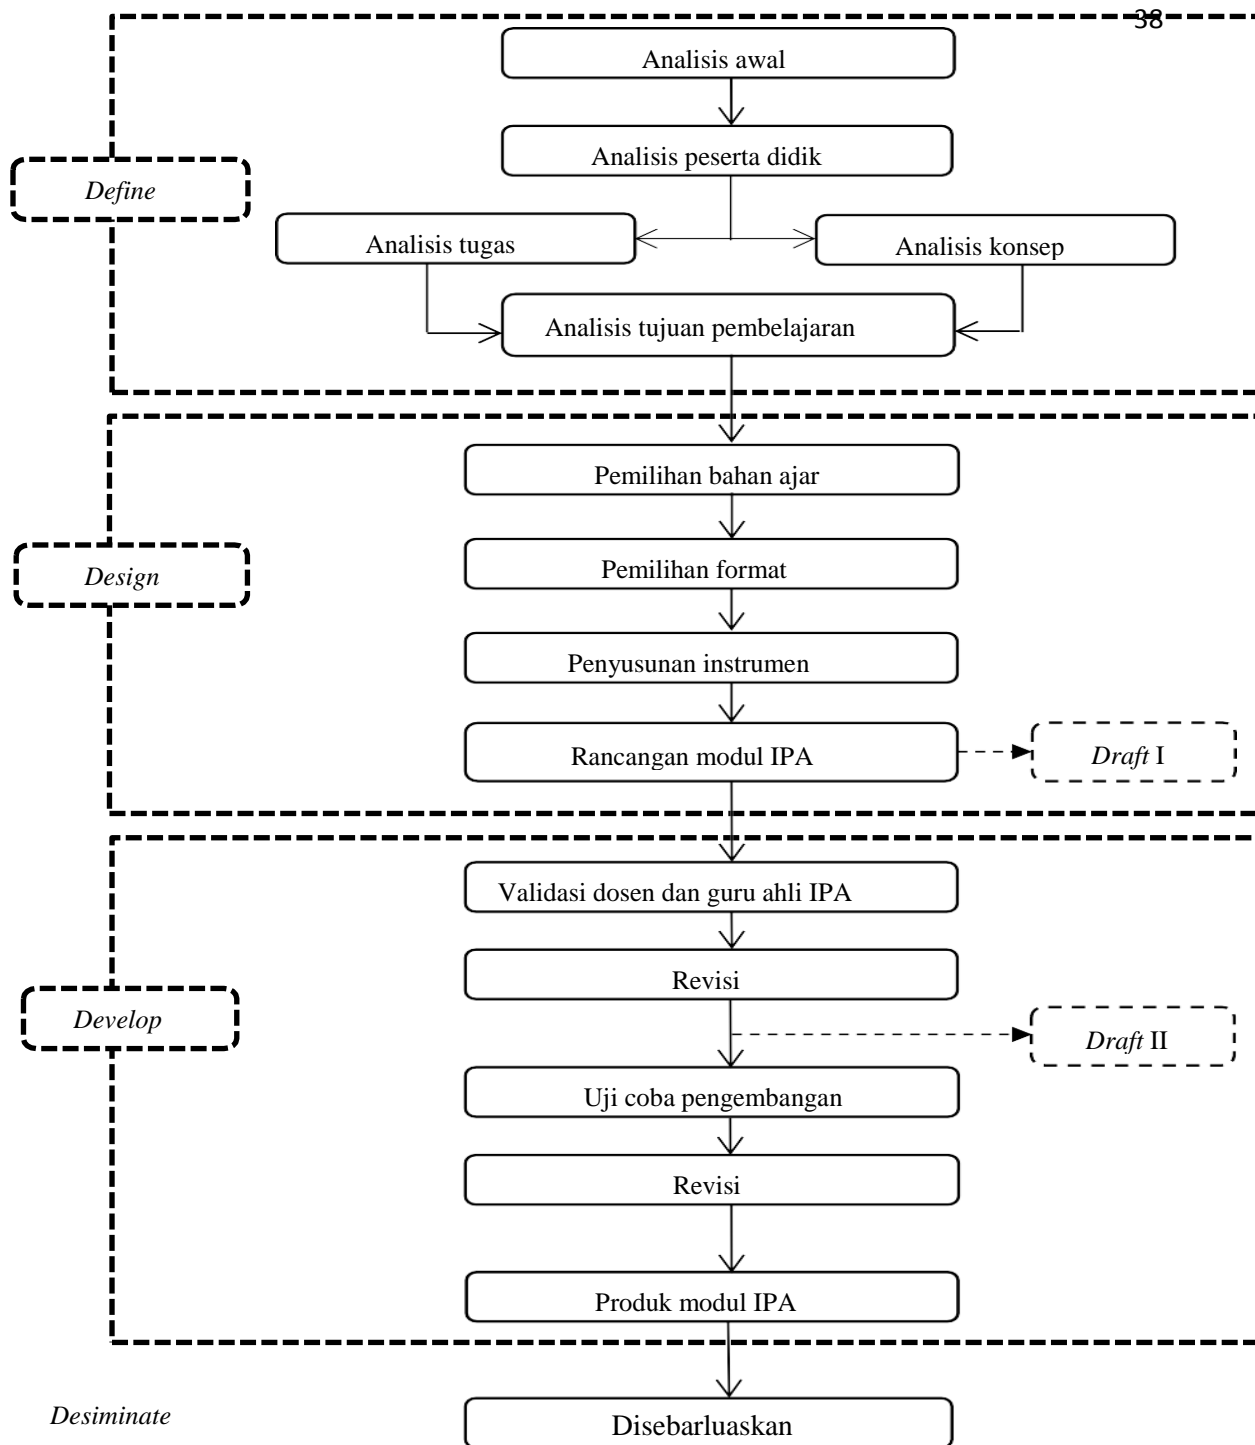 38
Analisis awal
Analisis peserta didik
Define
Analisis tugas
Analisis konsep
Analisis tujuan pembelajaran
Pemilihan bahan ajar
Pemilihan format
Design
Penyusunan instrumen
Rancangan modul IPA
Draft I
Validasi dosen dan guru ahli IPA
Revisi
Develop
Draft II
Uji coba pengembangan
Revisi
Produk modul IPA
Desiminate
Disebarluaskan